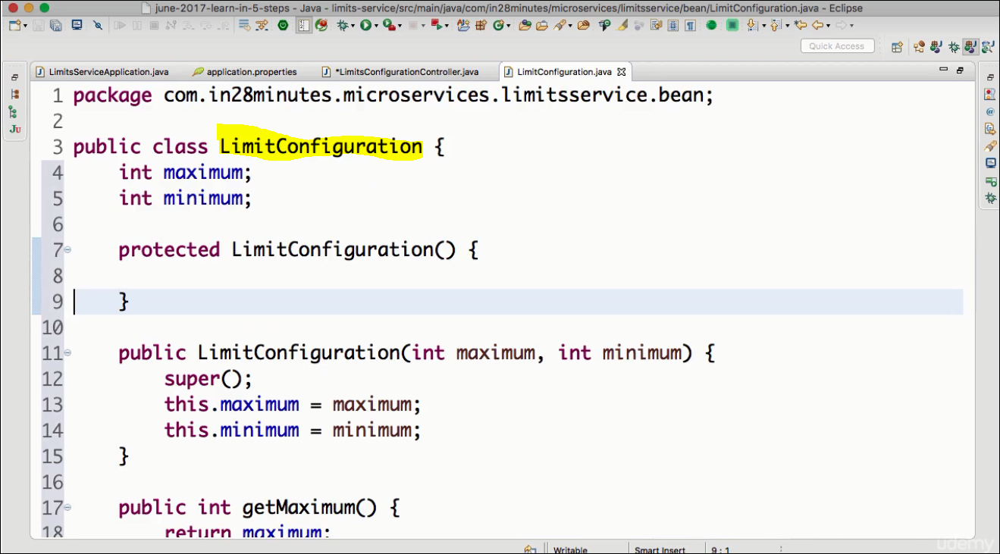 june-2017-learn-in-5-steps - Java - limits-service/src/main/java/com/in28minutes/microservices/limitsservice/bean/LimitConfiguration.java - Eclipse
Quick Access
LimitsServiceApplication.java application.properties *LimitsConfigurationController.java LimitConfiguration.java
1 package com.in28minutes.microservices.limitsservice.bean;
2
3 public class LimitConfiguration {
4 int maximum;
5 int minimum;
6
7 protected LimitConfiguration() {
8
9 }
10
11 public LimitConfiguration(int maximum, int minimum) {
12 super();
13 this.maximum = maximum;
14 this.minimum = minimum;
15 }
16
17 public int getMaximum() {
18 return maximum;
Writable Smart Insert 9 : 1
udemy